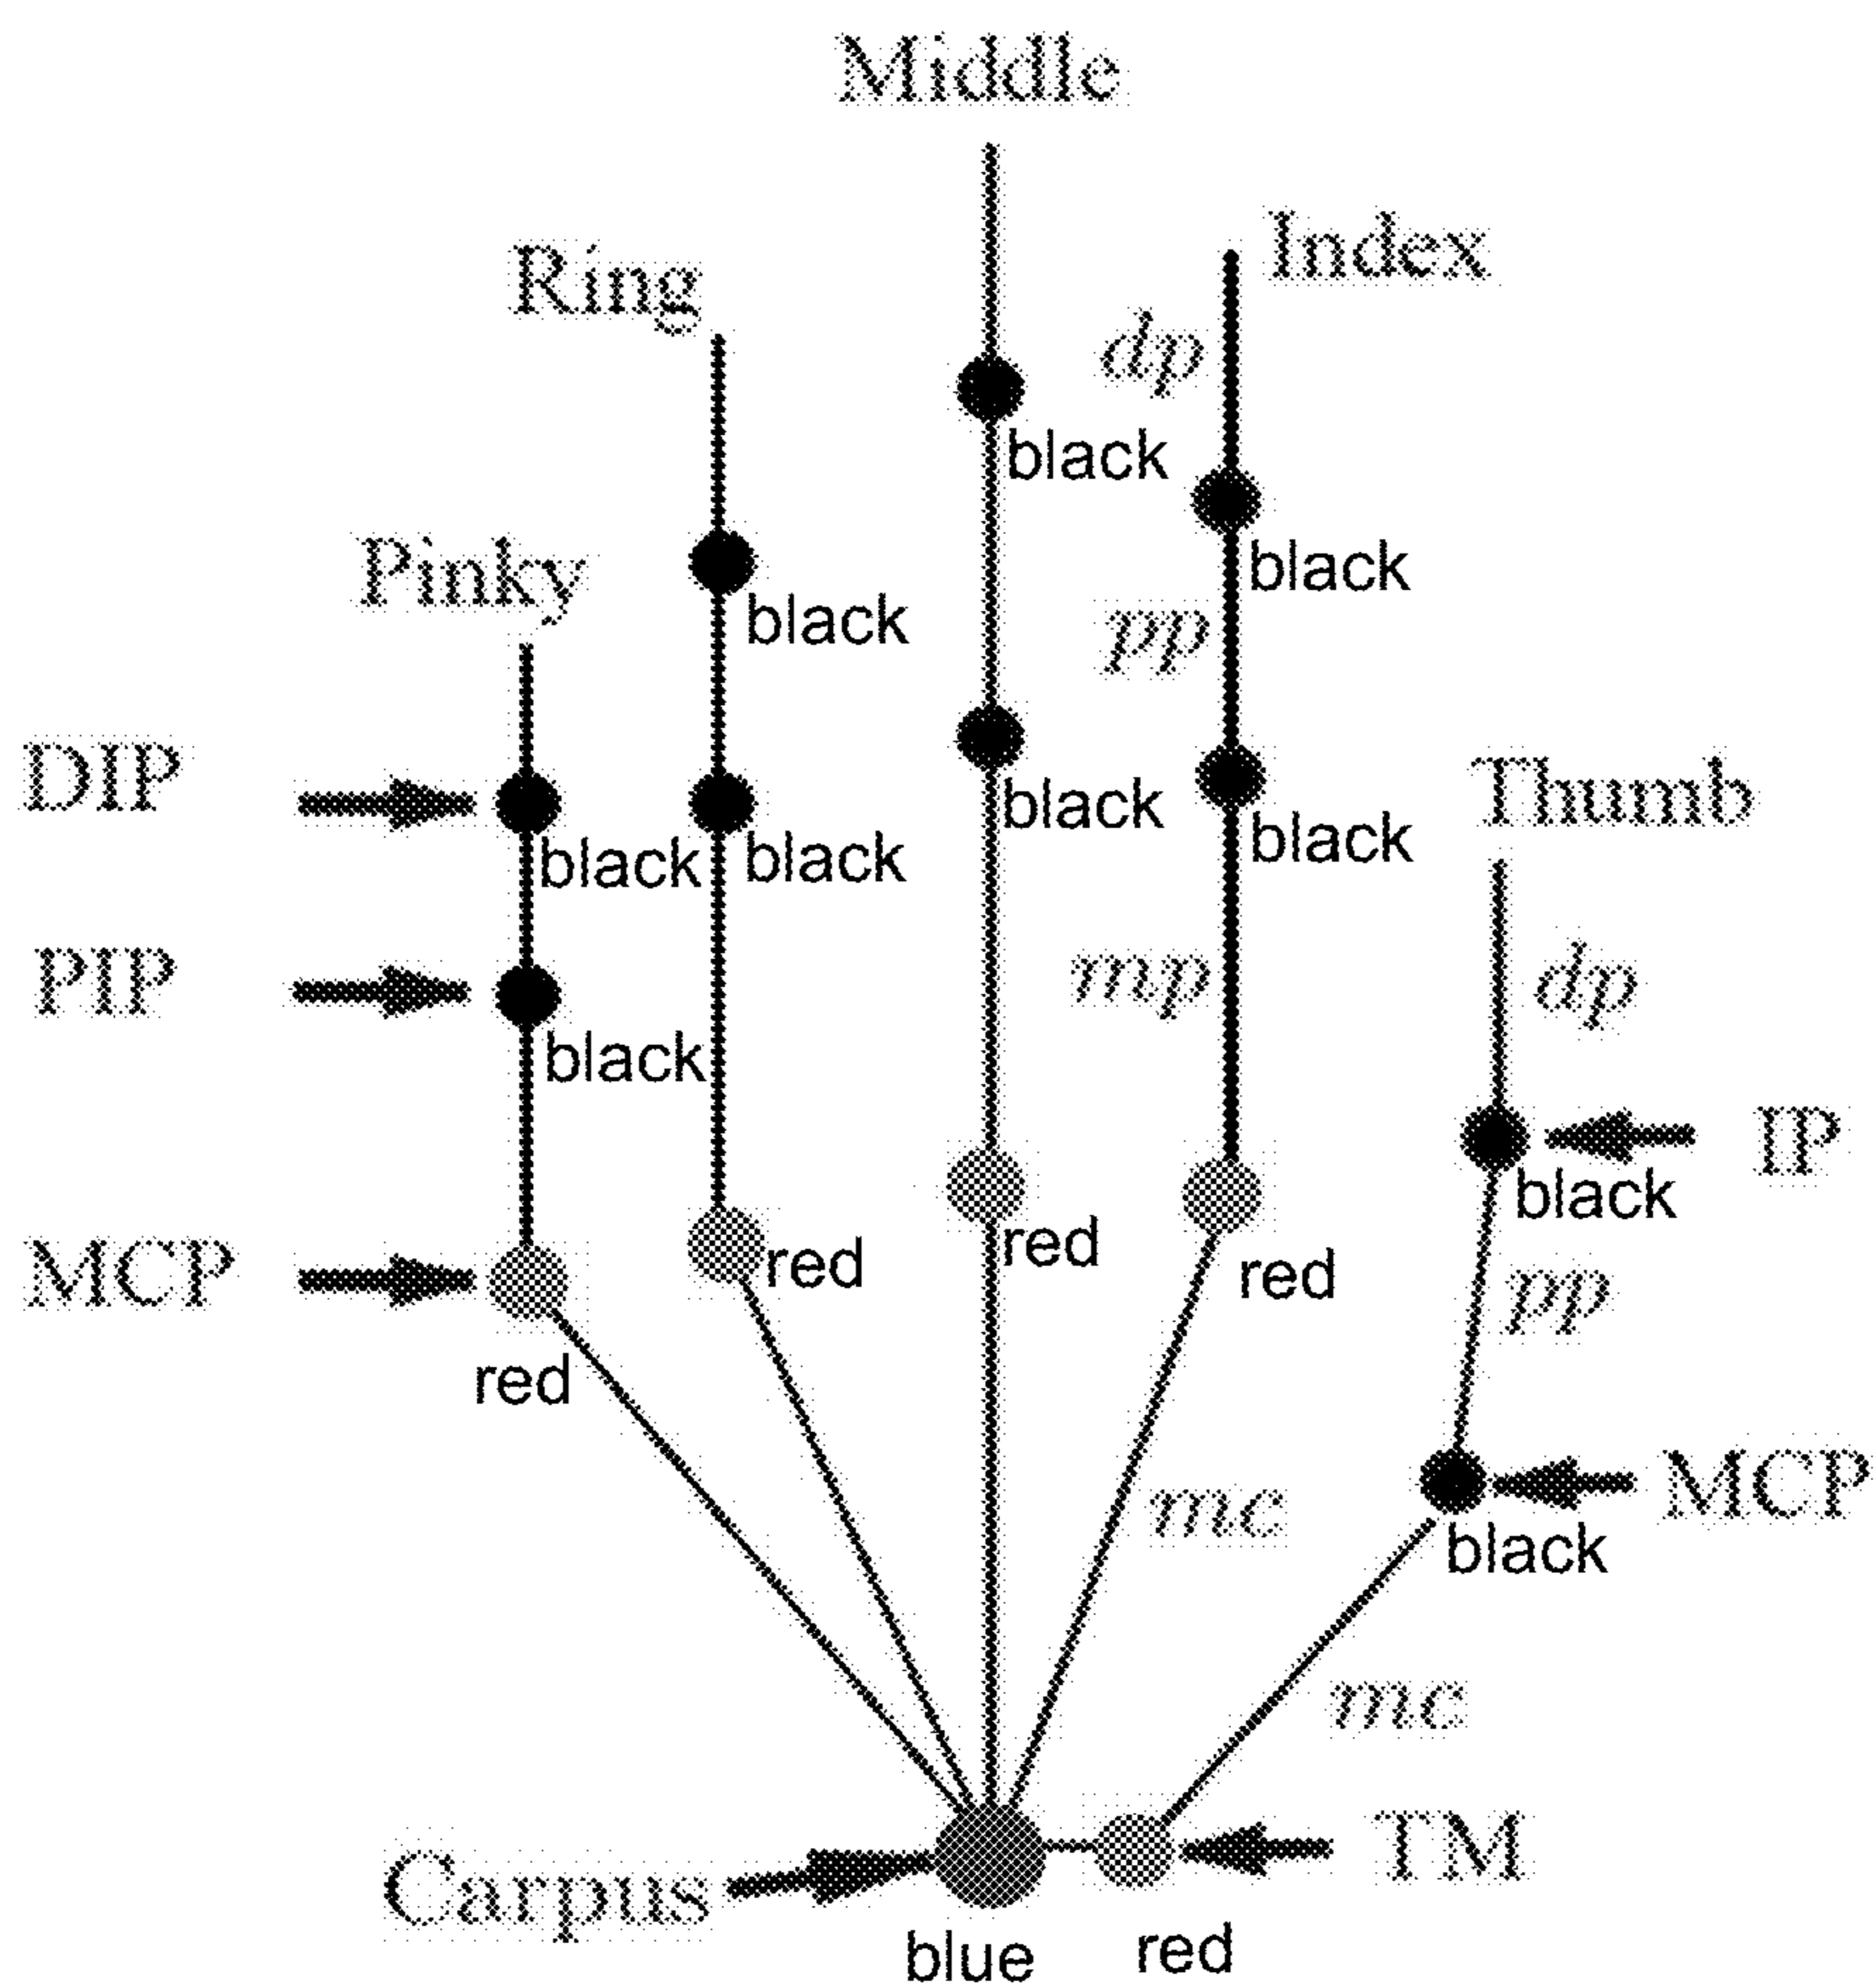 Middle
Index
Ring
dp
black
Pinky
black
black
pp
DIP
black
black
black
black
Thumb
PIP
mp
dp
black
IP
black
MCP
red
red
red
pp
red
MCP
mc
black
mc
Carpus
TM
blue
red